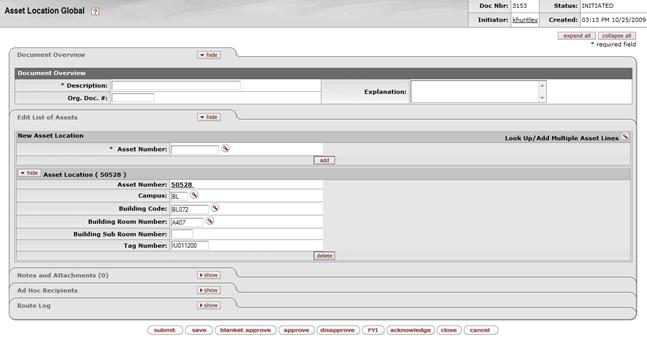 Asset Location Global ?
Doc Nbr: 3153 Status: INITIATED
Initiator: khuntley Created: 03:13 PM 10/25/2009
expand all collapse all
* required field
Document Overview hide
Document Overview
* Description:
Explanation:
Org. Doc. #:
Edit List of Assets hide
New Asset Location
Look Up/Add Multiple Asset Lines
* Asset Number:
add
hide Asset Location ( 50528 )
Asset Number: 50528
Campus: BL
Building Code: BL072
Building Room Number: A407
Building Sub Room Number:
Tag Number: IU011200
delete
Notes and Attachments (0) show
Ad Hoc Recipients show
Route Log show
submit save blanket approve approve disapprove FYI acknowledge close cancel